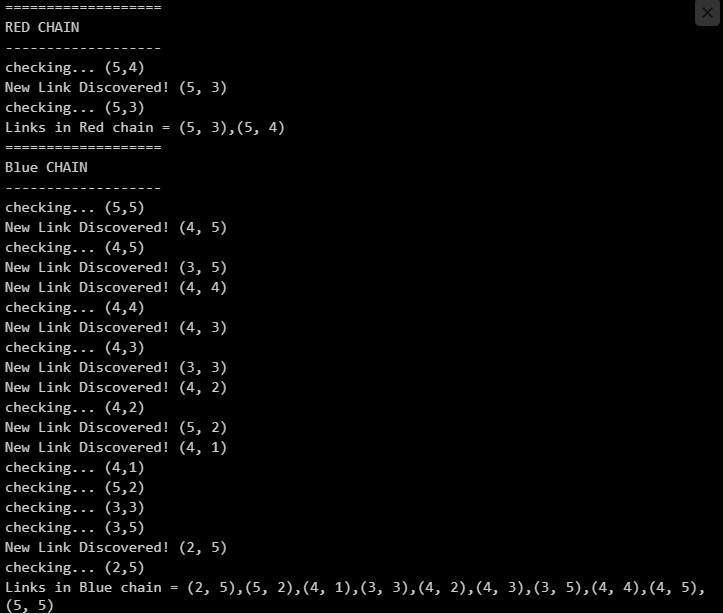 ===================
RED CHAIN
-------------------
checking... (5,4)
New Link Discovered! (5, 3)
checking... (5,3)
Links in Red chain = (5, 3),(5, 4)
===================
Blue CHAIN
-------------------
checking... (5,5)
New Link Discovered! (4, 5)
checking... (4,5)
New Link Discovered! (3, 5)
New Link Discovered! (4, 4)
checking... (4,4)
New Link Discovered! (4, 3)
checking... (4,3)
New Link Discovered! (3, 3)
New Link Discovered! (4, 2)
checking... (4,2)
New Link Discovered! (5, 2)
New Link Discovered! (4, 1)
checking... (4,1)
checking... (5,2)
checking... (3,3)
checking... (3,5)
New Link Discovered! (2, 5)
checking... (2,5)
Links in Blue chain = (2, 5),(5, 2),(4, 1),(3, 3),(4, 2),(4, 3),(3, 5),(4, 4),(4, 5),
(5, 5)